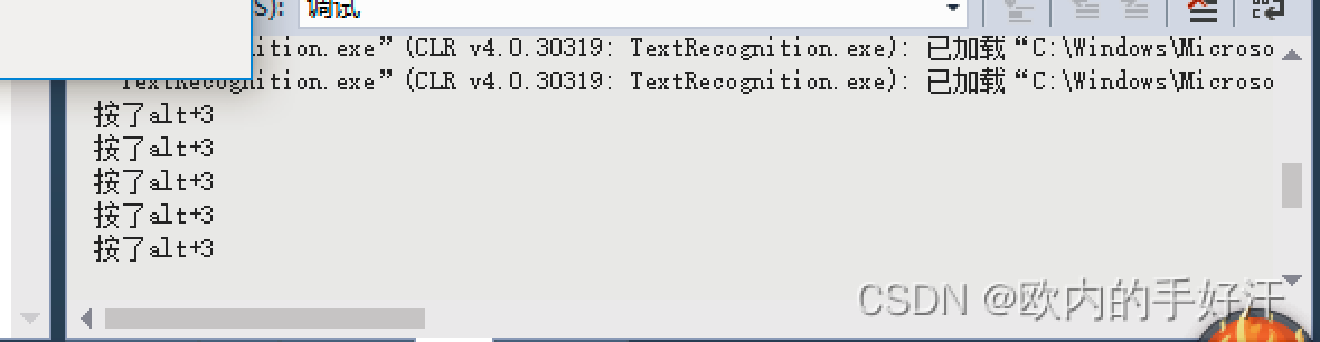 S): 调试
ition.exe” (CLR v4.0.30319: TextRecognition.exe): 已加载“C:\Windows\Microso
TextRecognition.exe” (CLR v4.0.30319: TextRecognition.exe): 已加载“C:\Windows\Microso
按了alt+3
按了alt+3
按了alt+3
按了alt+3
按了alt+3
CSDN @欧内的手好汗